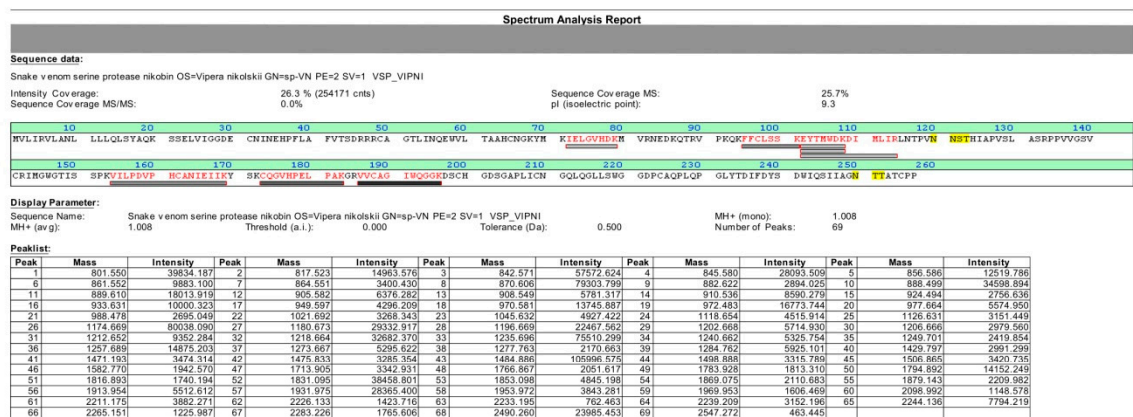 Spectrum Analysis Report
Sequence data:
Snake venom serine protease nikobin OS=Vipera nikolskii GN=sp-VN PE=2 SV=1 VSP_VIPNI
Intensity Coverage: 26.3 % (254171 cnts) Sequence Coverage MS: 25.7%
Sequence Coverage MS/MS: 0.0% pI (isoelectric point): 9.3
10 20 30 40 50 60 70 80 90 100 110 120 130 140
MVLIRVLANL LLLQLSYAQK SSELVIGGDE CNINEHPFLA FVTSDRRRCA GTLINQEWVL TAAHCNGKYM KIELGVHDKM VRNEDKQTRV PKQKFFCLSS KEYTMWDKDI MLIRLNTPVN NSTHIAPVSL ASRPPVVGSV
150 160 170 180 190 200 210 220 230 240 250 260
CRIMGWGTIS SPKVILPDVP HCANIEIIKY SKCQGVHPEL PAKGRVVCAG IWQGGKDSCH GDSGAPLICN GQLQGLLSWG GDPCAQPLQP GLYTDIFDYS DWIQSIIAGN TTATCPP
Display Parameter:
Sequence Name: Snake venom serine protease nikobin OS=Vipera nikolskii GN=sp-VN PE=2 SV=1 VSP_VIPNI MH+ (mono): 1.008
MH+ (avg): 1.008 Threshold (a.i.): 0.000 Tolerance (Da): 0.500 Number of Peaks: 69
Peaklist:
Peak Mass Intensity Peak Mass Intensity Peak Mass Intensity Peak Mass Intensity Peak Mass Intensity
1 801.550 39834.187 2 817.523 14963.576 3 842.571 57572.624 4 845.580 28093.509 5 856.586 12519.786
6 861.552 9883.100 7 864.551 3400.430 8 870.606 79303.799 9 882.622 2894.025 10 888.499 34598.894
11 889.610 18013.919 12 905.582 6376.282 13 908.549 5781.317 14 910.536 8590.279 15 924.494 2756.636
16 933.631 10000.323 17 949.597 4296.209 18 970.581 13745.887 19 972.483 16773.744 20 977.664 5574.950
21 988.478 2695.049 22 1021.692 3268.343 23 1045.632 4927.422 24 1118.654 4515.914 25 1126.631 3151.449
26 1174.669 80038.090 27 1180.673 29332.917 28 1196.669 22467.562 29 1202.668 5714.930 30 1206.666 2979.560
31 1212.652 9352.284 32 1218.664 32682.370 33 1235.696 75510.299 34 1240.662 5325.754 35 1249.701 2419.854
36 1257.689 14875.203 37 1273.667 5295.622 38 1277.763 2170.663 39 1284.762 5925.101 40 1429.797 2991.299
41 1471.193 3474.314 42 1475.833 3285.354 43 1484.886 105996.575 44 1498.888 3315.789 45 1506.865 3420.735
46 1582.770 1942.570 47 1713.905 3342.931 48 1766.867 2051.617 49 1783.928 1813.310 50 1794.892 14152.249
51 1816.893 1740.194 52 1831.095 38458.801 53 1853.098 4845.198 54 1869.075 2110.683 55 1879.143 2209.982
56 1913.954 5512.612 57 1931.975 28365.400 58 1953.972 3843.281 59 1969.953 1606.469 60 2098.992 1148.578
61 2211.175 3882.271 62 2226.133 1423.716 63 2233.195 762.463 64 2239.209 3152.196 65 2244.136 7794.219
66 2265.151 1225.987 67 2283.226 1765.606 68 2490.260 23985.453 69 2547.272 463.445